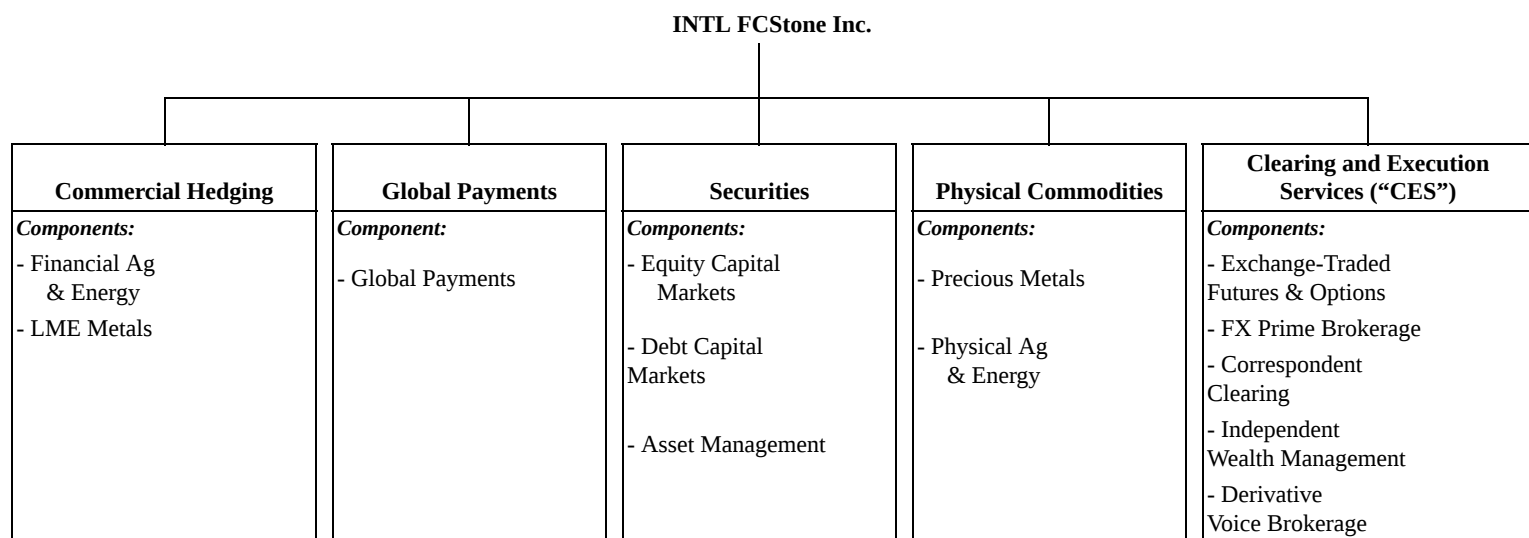 INTL FCStone Inc.
Commercial Hedging
Components:
- Financial Ag
& Energy
- LME Metals
Global Payments
Component:
- Global Payments
Securities
Components:
- Equity Capital
Markets
- Debt Capital
Markets
- Asset Management
Physical Commodities
Components:
- Precious Metals
- Physical Ag
& Energy
Clearing and Execution
Services (“CES”)
Components:
- Exchange-Traded
Futures & Options
- FX Prime Brokerage
- Correspondent
Clearing
- Independent
Wealth Management
- Derivative
Voice Brokerage